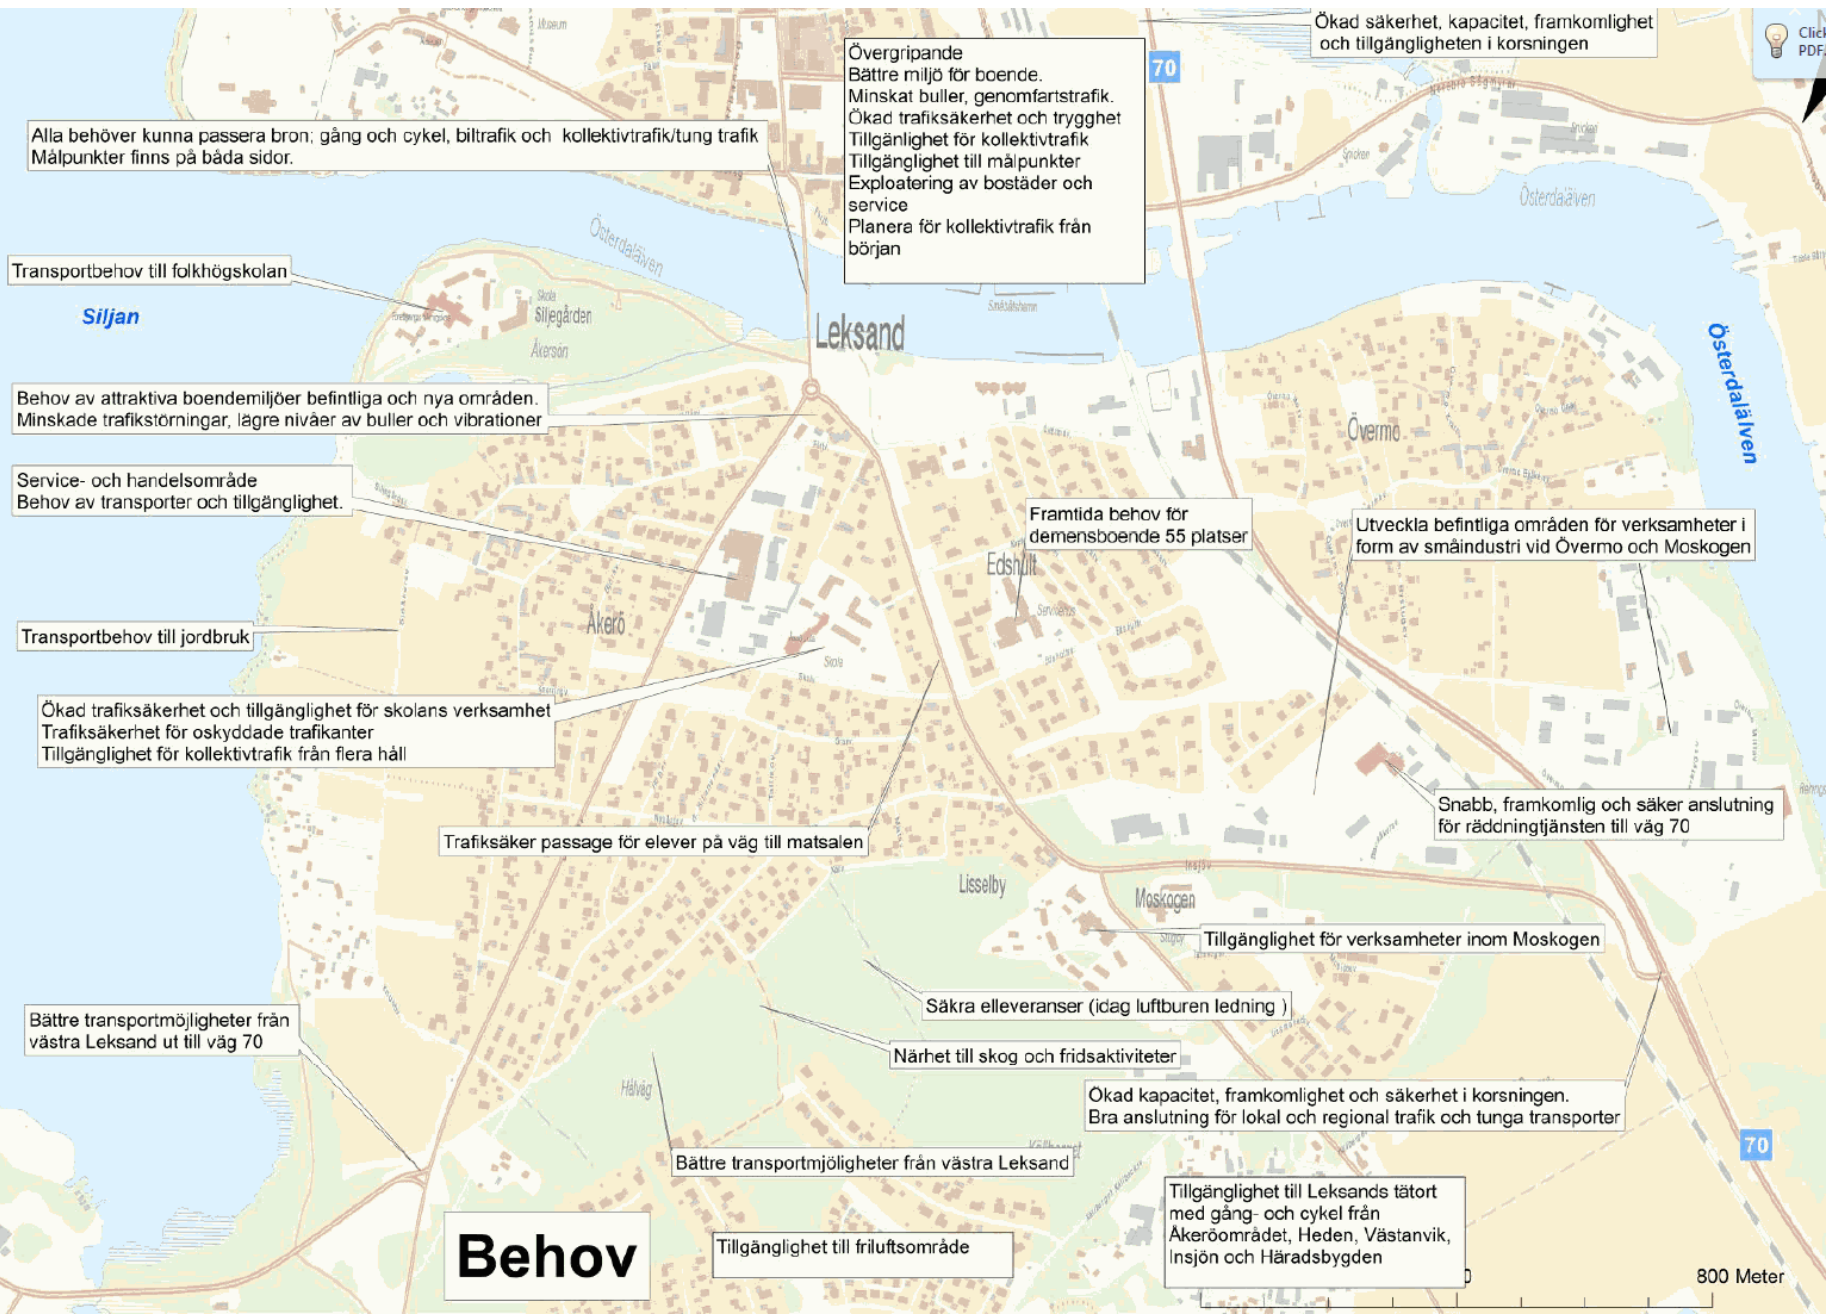 Ökad säkerhet, kapacitet, framkomlighet
och tillgängligheten i korsningen
Click
PDF
Museum
Övergripande
Bättre miljö för boende.
Minskat buller, genomfartstrafik.
Ökad trafiksäkerhet och trygghet
Tillgänlighet för kollektivtrafik
Tillgänglighet till målpunkter
Exploatering av bostäder och
service
Planera för kollektivtrafik från
början
70
Alla behöver kunna passera bron; gång och cykel, biltrafik och kollektivtrafik/tung trafik
Målpunkter finns på båda sidor.
Österdalälven
Österdalälven
Transportbehov till folkhögskolan
Siljan
Skola
Siljegården
Åkersön
Leksand
Småbåtshamn
Österdalälven
Behov av attraktiva boendemiljöer befintliga och nya områden.
Minskade trafikstörningar, lägre nivåer av buller och vibrationer
Övermo
Service- och handelsområde
Behov av transporter och tillgänglighet.
Framtida behov för
demensboende 55 platser
Utveckla befintliga områden för verksamheter i
form av småindustri vid Övermo och Moskogen
Edshult
Servicehus
Åkerö
Skola
Transportbehov till jordbruk
Ökad trafiksäkerhet och tillgänglighet för skolans verksamhet
Trafiksäkerhet för oskyddade trafikanter
Tillgänglighet för kollektivtrafik från flera håll
Snabb, framkomlig och säker anslutning
för räddningtjänsten till väg 70
Trafiksäker passage för elever på väg till matsalen
Insjöv
Lisselby
Moskogen
Stugby
Tillgänglighet för verksamheter inom Moskogen
Säkra elleveranser (idag luftburen ledning )
Bättre transportmöjligheter från
västra Leksand ut till väg 70
Närhet till skog och fridsaktiviteter
Hälväg
Ökad kapacitet, framkomlighet och säkerhet i korsningen.
Bra anslutning för lokal och regional trafik och tunga transporter
70
Bättre transportmjöligheter från västra Leksand
Tillgänglighet till Leksands tätort
med gång- och cykel från
Åkeröområdet, Heden, Västanvik,
Insjön och Häradsbygden
Behov
Tillgänglighet till friluftsområde
800 Meter